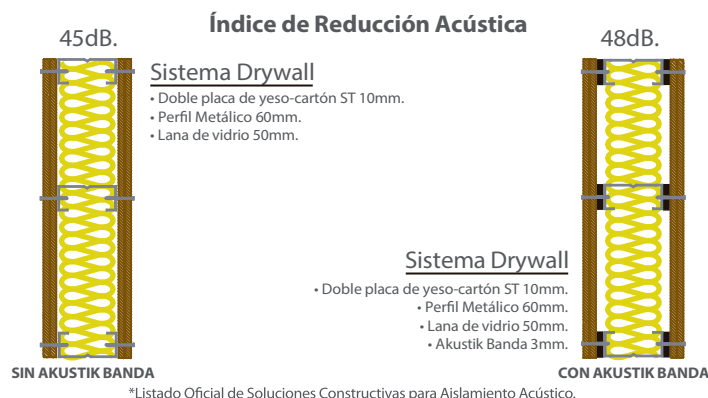 Índice de Reducción Acústica
45dB.
48dB.
Sistema Drywall
• Doble placa de yeso-cartón ST 10mm.
• Perfil Metálico 60mm.
• Lana de vidrio 50mm.
Sistema Drywall
• Doble placa de yeso-cartón ST 10mm.
• Perfil Metálico 60mm.
• Lana de vidrio 50mm.
• Akustik Banda 3mm.
SIN AKUSTIK BANDA
CON AKUSTIK BANDA
*Listado Oficial de Soluciones Constructivas para Aislamiento Acústico.